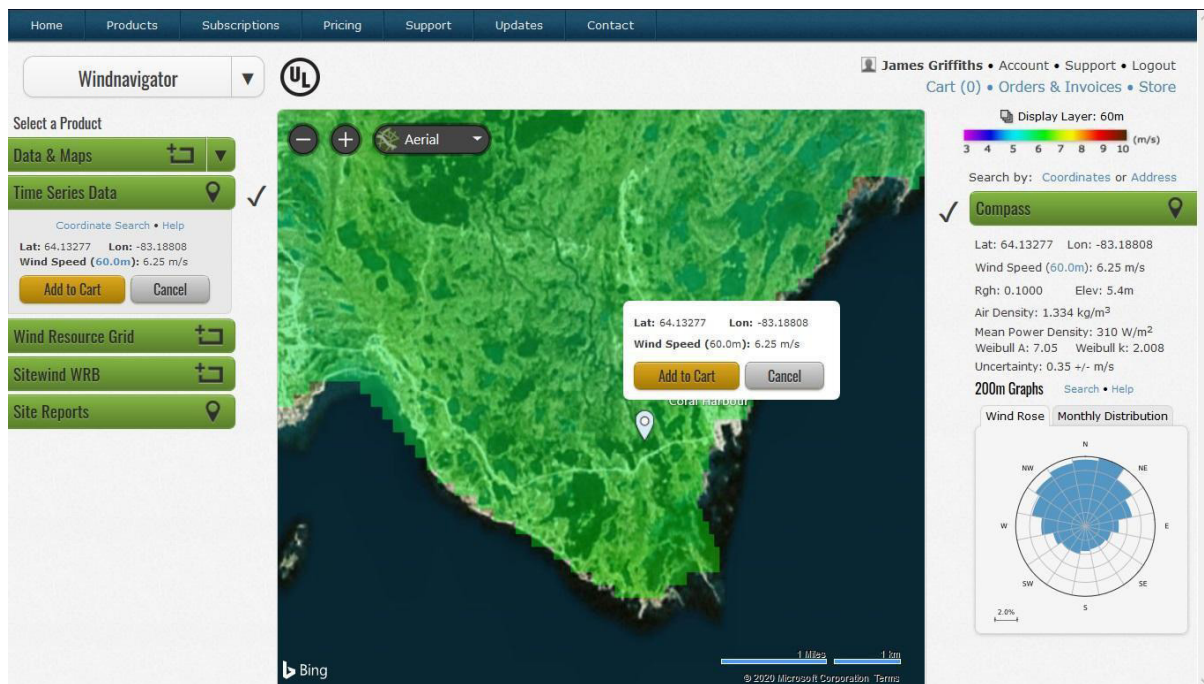 Home Products Subscriptions Pricing Support Updates Contact
Windnavigator
UL
James Griffiths • Account • Support • Logout
Cart (0) • Orders & Invoices • Store
Select a Product
Data & Maps
Time Series Data
Coordinate Search • Help
Lat: 64.13277 Lon: -83.18808
Wind Speed (60.0m): 6.25 m/s
Add to Cart Cancel
Wind Resource Grid
Sitewind WRB
Site Reports
Aerial
Lat: 64.13277 Lon: -83.18808
Wind Speed (60.0m): 6.25 m/s
Add to Cart Cancel
Coral Harbour
Bing
1 Miles 1 km
© 2020 Microsoft Corporation Terms
Display Layer: 60m
3 4 5 6 7 8 9 10 (m/s)
Search by: Coordinates or Address
Compass
Lat: 64.13277 Lon: -83.18808
Wind Speed (60.0m): 6.25 m/s
Rgh: 0.1000 Elev: 5.4m
Air Density: 1.334 kg/m³
Mean Power Density: 310 W/m²
Weibull A: 7.05 Weibull k: 2.008
Uncertainty: 0.35 +/- m/s
200m Graphs Search • Help
Wind Rose Monthly Distribution
N
NW NE
W E
SW SE
S
2.0%